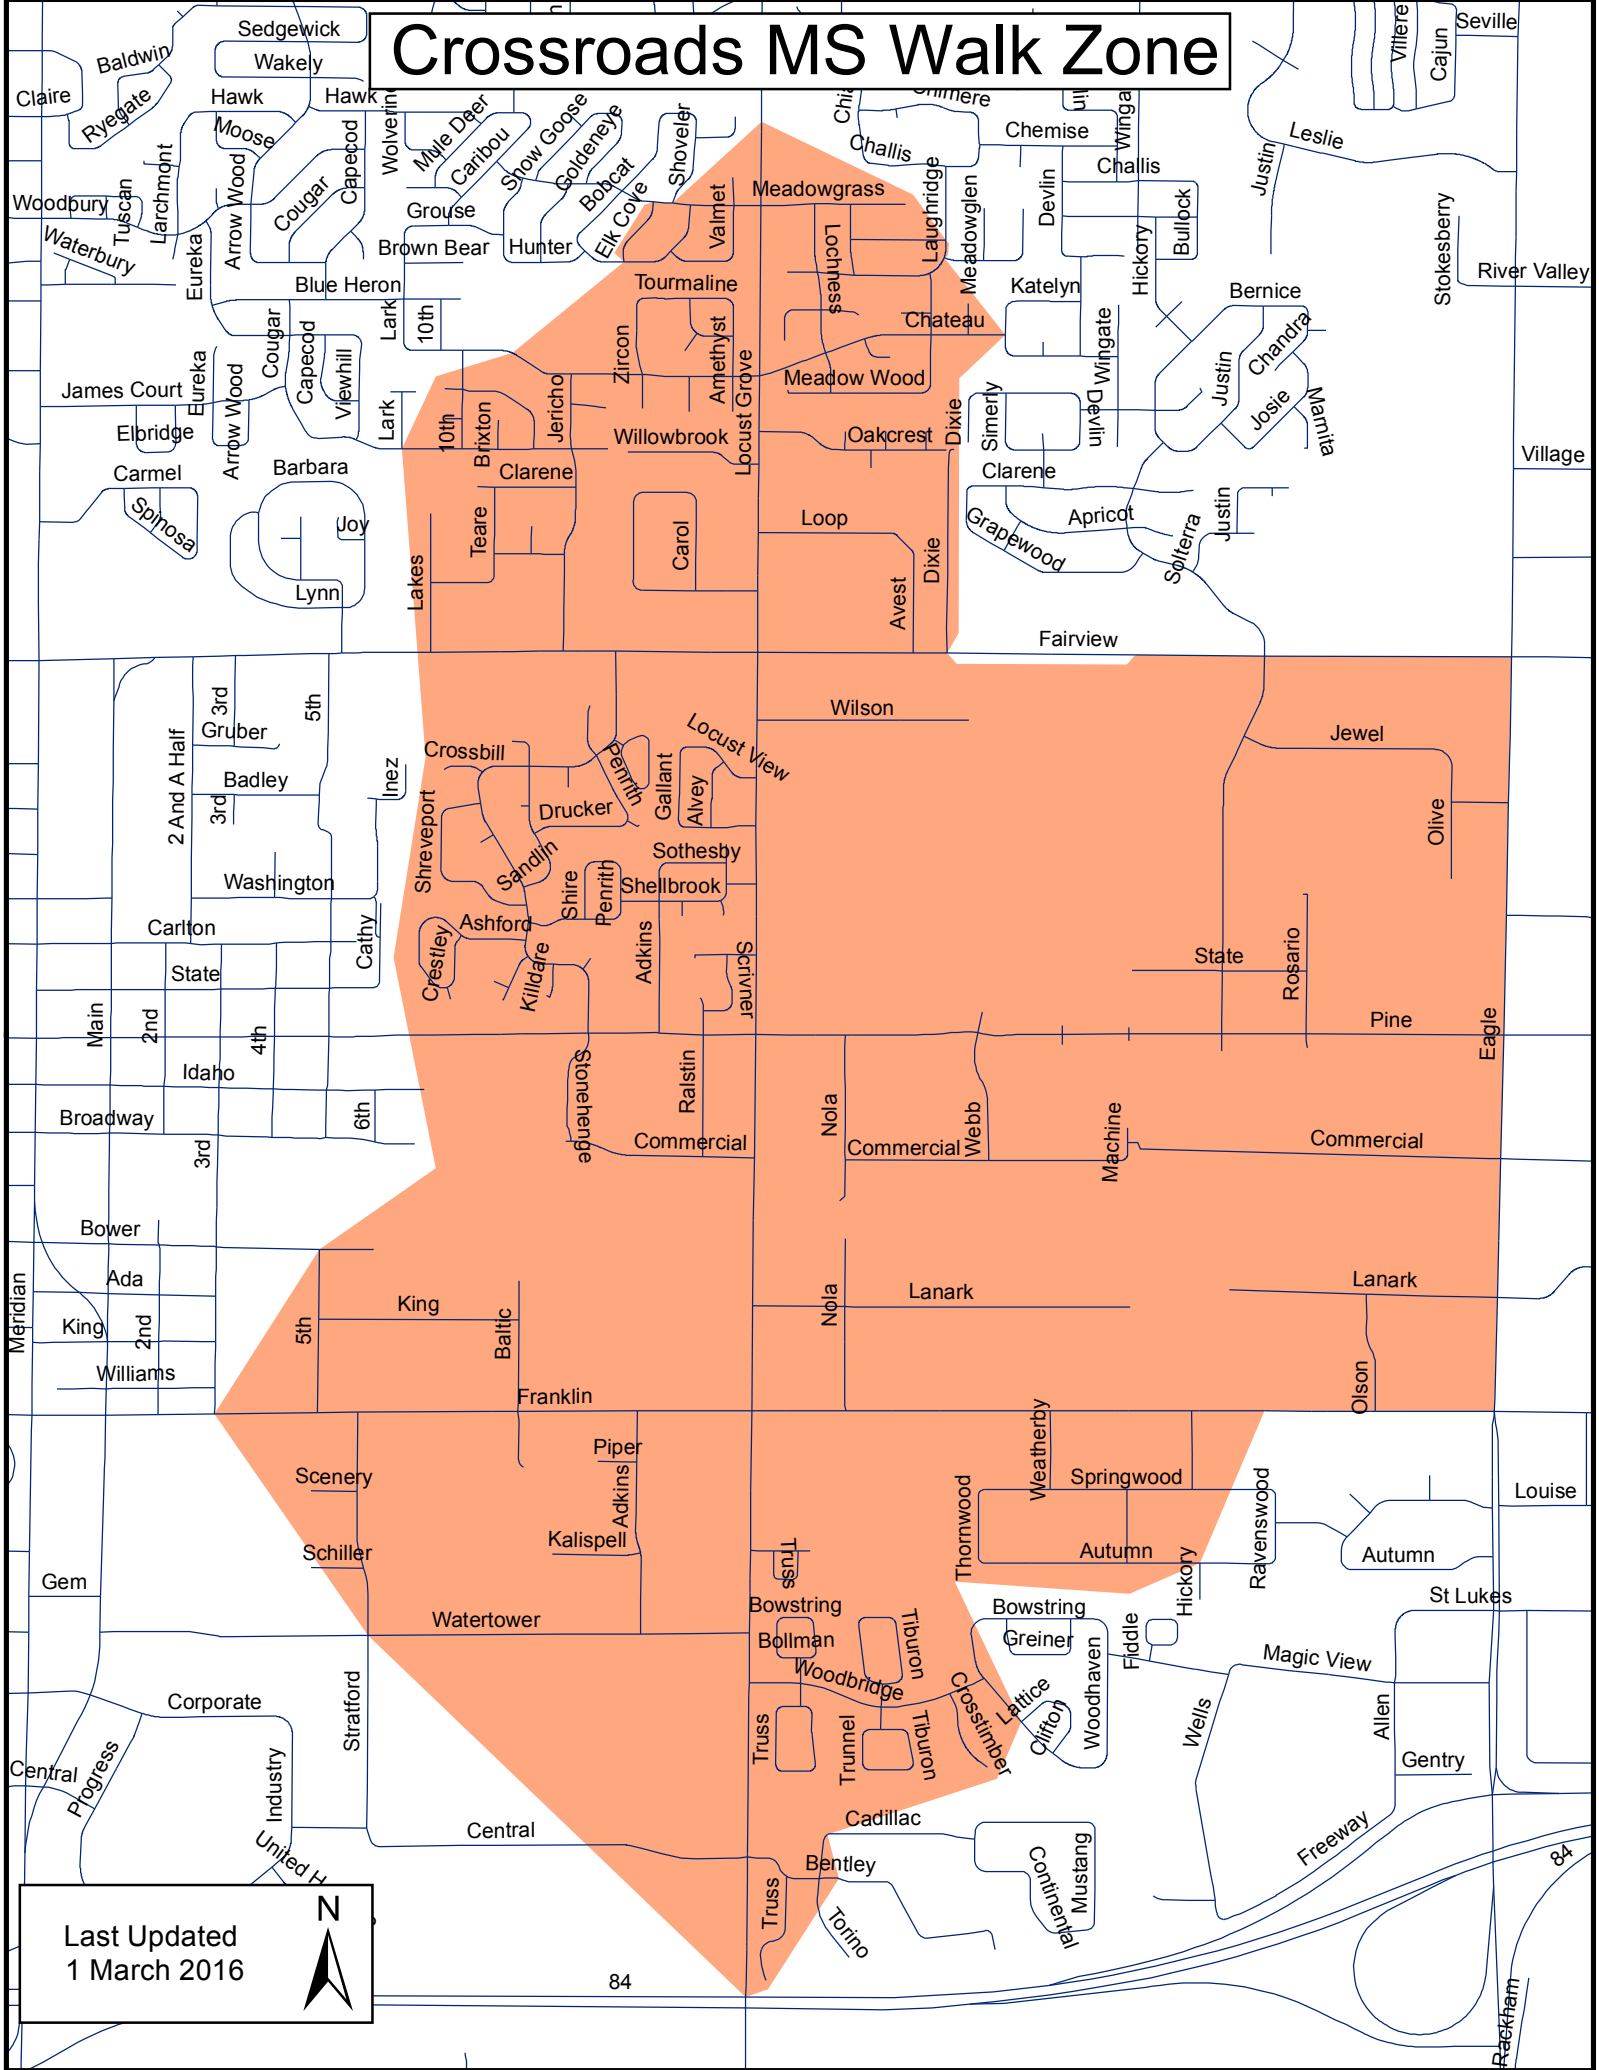 Crossroads MS Walk Zone
Sedgewick
Wakely
Baldwin
Claire
Ryegate
Hawk
Hawk
Moose
Wolverine
Mule Deer
Caribou
Snow Goose
Goldeneye
Bobcat
Shoveler
Elk Cove
Challis
Chemise
Challis
Devlin
Villere
Cajun
Seville
Leslie
Justin
Woodbury
Tuscan
Larchmont
Arrow Wood
Cougar
Capecod
Grouse
Brown Bear
Hunter
Valmet
Meadowgrass
Laughridge
Meadowglen
Hickory
Bullock
Stokesberry
River Valley
Waterbury
Eureka
Blue Heron
Lark
10th
Tourmaline
Lochness
Katelyn
Bernice
Chandra
Cougar
Capecod
Viewhill
Zircon
Amethyst
Locust Grove
Chateau
Meadow Wood
Wingate
Justin
Josie
Marnita
James Court
Eureka
Arrow Wood
Elbridge
Lark
10th
Brixton
Jericho
Willowbrook
Oakcrest
Dixie
Simerly
Devlin
Village
Carmel
Spinosa
Barbara
Joy
Lynn
Clarene
Teare
Lakes
Carol
Loop
Avest
Dixie
Clarene
Grapewood
Apricot
Solterra
Justin
Fairview
3rd
5th
Gruber
2 And A Half
Badley
3rd
Inez
Washington
Carlton
Cathy
State
Main
2nd
4th
Idaho
Broadway
6th
3rd
Crossbill
Penrith
Locust View
Gallant
Alvey
Drucker
Shreveport
Sandlin
Sothesby
Shire
Penrith
Shellbrook
Ashford
Crestley
Killdare
Adkins
Scrivner
Wilson
Jewel
Olive
State
Rosario
Pine
Eagle
Stonehenge
Ralstin
Commercial
Nola
Commercial
Webb
Machine
Commercial
Bower
Ada
Meridian
King
2nd
Williams
5th
King
Baltic
Nola
Lanark
Lanark
Olson
Franklin
Scenery
Piper
Adkins
Weatherby
Springwood
Thornwood
Ravenswood
Louise
Schiller
Kalispell
Truss
Autumn
Hickory
Autumn
Gem
Watertower
Bowstring
Bollman
Tiburon
Bowstring
Greiner
Fiddle
St Lukes
Woodbridge
Crosstimber
Lattice
Clifton
Woodhaven
Magic View
Wells
Allen
Gentry
Corporate
Stratford
Truss
Trunnel
Tiburon
Central
Progress
Industry
Central
Cadillac
Bentley
Continental
Mustang
Freeway
84
United H
Truss
Torino
84
Rackham
N
Last Updated
1 March 2016